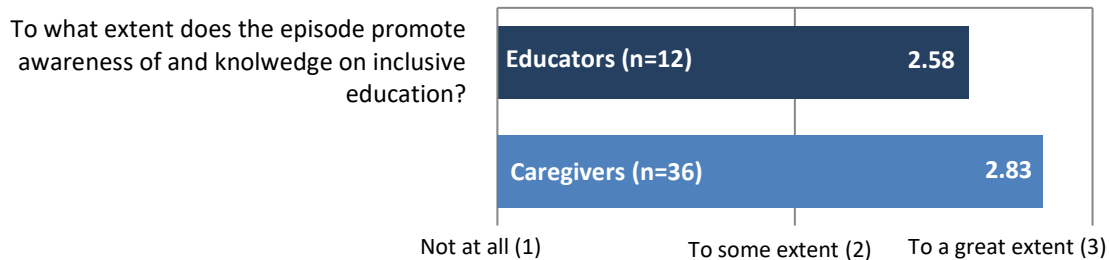 To what extent does the episode promote
awareness of and knolwedge on inclusive
education?
Educators (n=12) 2.58
Caregivers (n=36) 2.83
Not at all (1) To some extent (2) To a great extent (3)